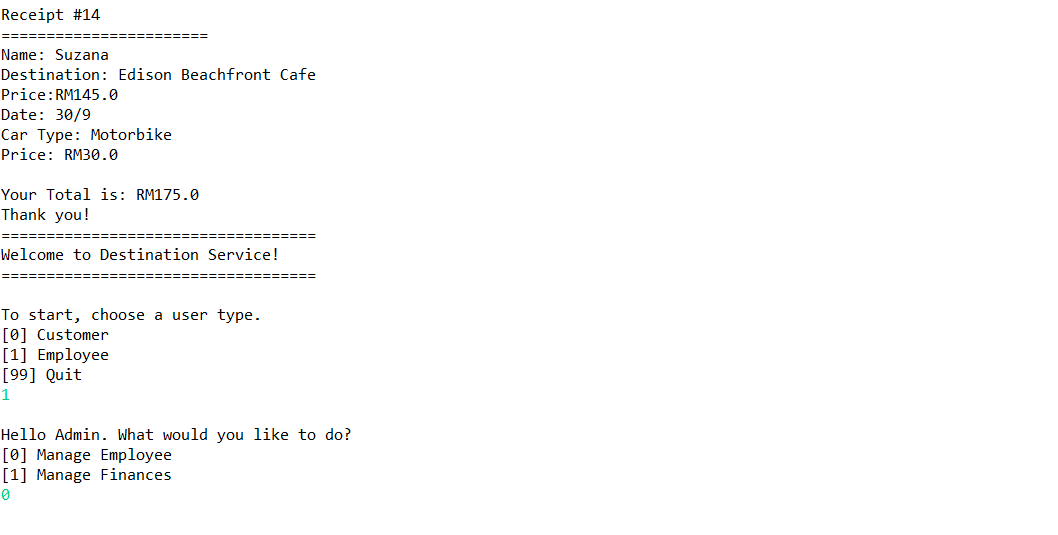 Receipt #14
=======================
Name: Suzana
Destination: Edison Beachfront Cafe
Price:RM145.0
Date: 30/9
Car Type: Motorbike
Price: RM30.0
Your Total is: RM175.0
Thank you!
===================================
Welcome to Destination Service!
===================================
To start, choose a user type.
[0] Customer
[1] Employee
[99] Quit
1
Hello Admin. What would you like to do?
[0] Manage Employee
[1] Manage Finances
0